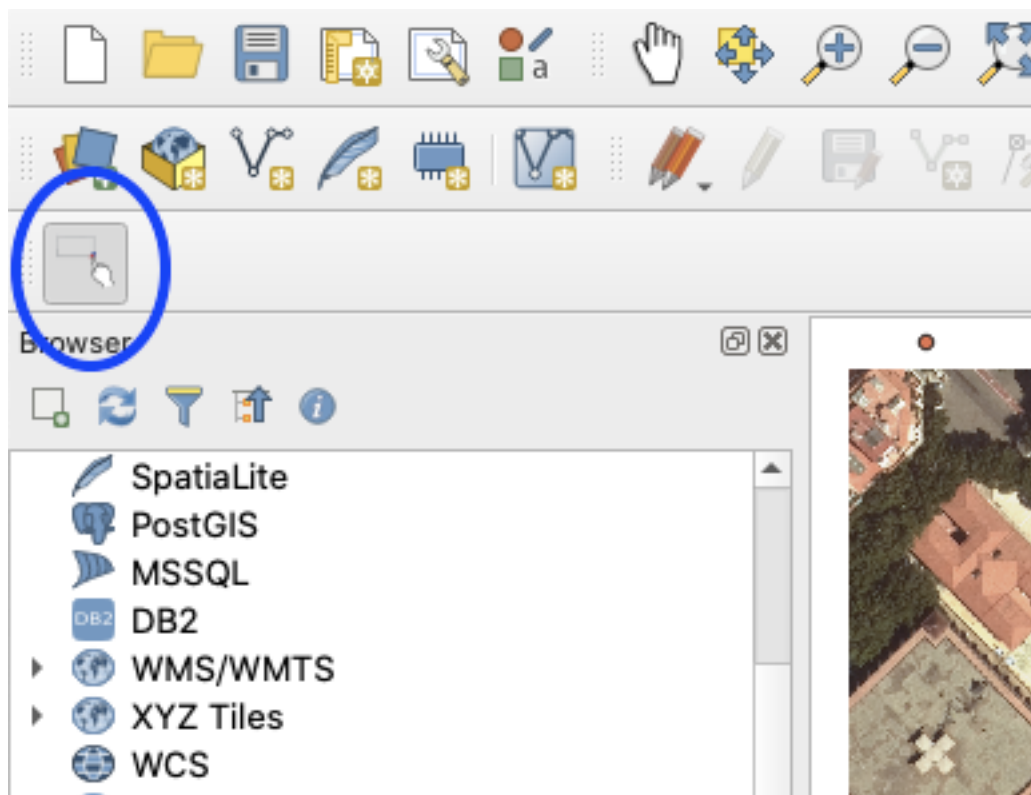 a
Browser
SpatiaLite
PostGIS
MSSQL
DB2 DB2
WMS/WMTS
XYZ Tiles
WCS